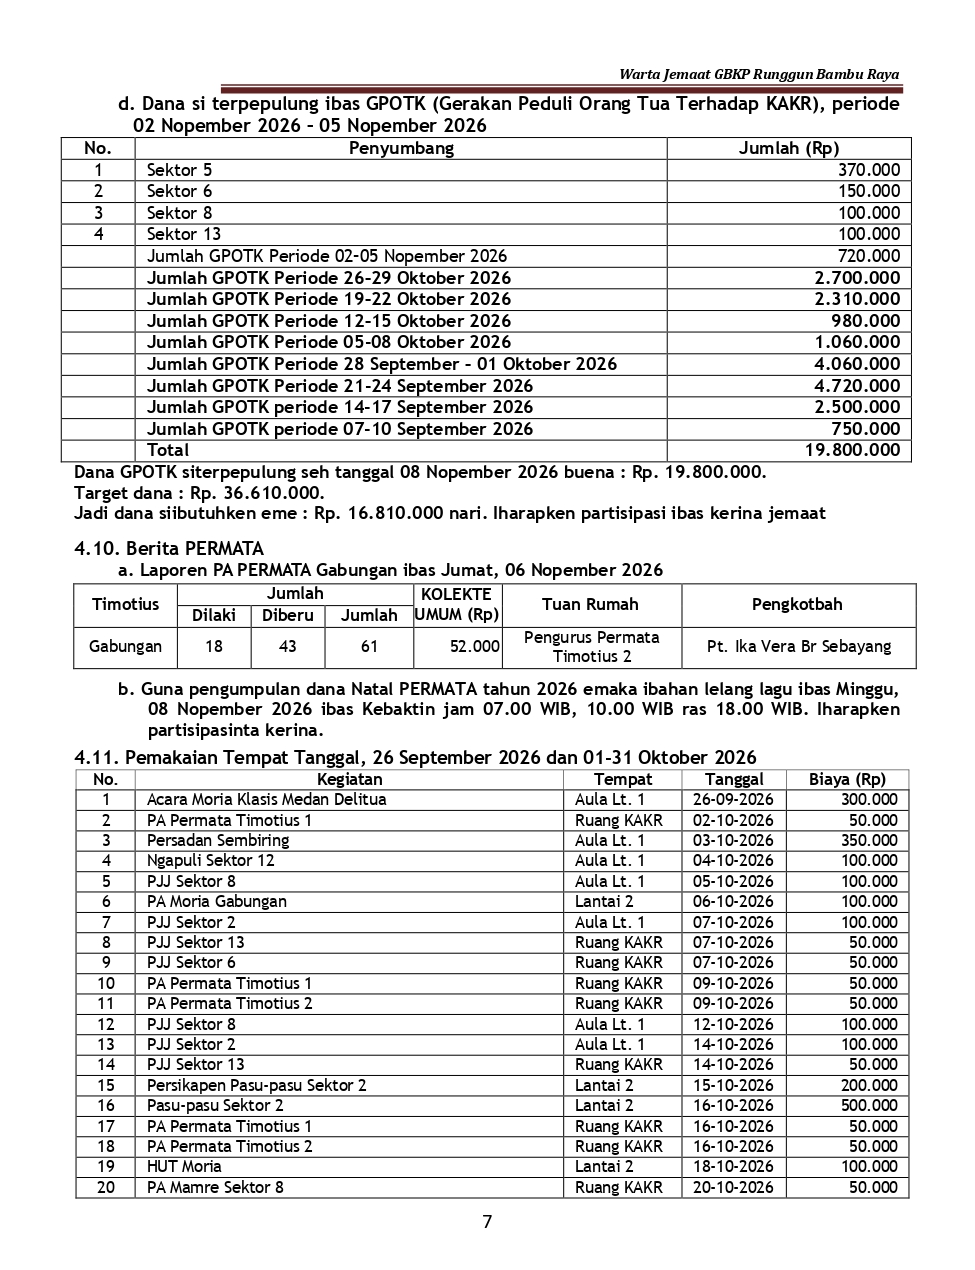 Warta Jemaat GBKP Runggun Bambu Raya
d. Dana si terpepulung ibas GPOTK (Gerakan Peduli Orang Tua Terhadap KAKR), periode
02 Nopember 2026 – 05 Nopember 2026
No. Penyumbang Jumlah (Rp)
1 Sektor 5 370.000
2 Sektor 6 150.000
3 Sektor 8 100.000
4 Sektor 13 100.000
Jumlah GPOTK Periode 02-05 Nopember 2026 720.000
Jumlah GPOTK Periode 26-29 Oktober 2026 2.700.000
Jumlah GPOTK Periode 19-22 Oktober 2026 2.310.000
Jumlah GPOTK Periode 12-15 Oktober 2026 980.000
Jumlah GPOTK Periode 05-08 Oktober 2026 1.060.000
Jumlah GPOTK Periode 28 September – 01 Oktober 2026 4.060.000
Jumlah GPOTK Periode 21-24 September 2026 4.720.000
Jumlah GPOTK periode 14-17 September 2026 2.500.000
Jumlah GPOTK periode 07-10 September 2026 750.000
Total 19.800.000
Dana GPOTK siterpepulung seh tanggal 08 Nopember 2026 buena : Rp. 19.800.000.
Target dana : Rp. 36.610.000.
Jadi dana siibutuhken eme : Rp. 16.810.000 nari. Iharapken partisipasi ibas kerina jemaat
4.10. Berita PERMATA
a. Laporen PA PERMATA Gabungan ibas Jumat, 06 Nopember 2026
Timotius Jumlah KOLEKTE UMUM (Rp) Tuan Rumah Pengkotbah
Dilaki Diberu Jumlah
Gabungan 18 43 61 52.000 Pengurus Permata Timotius 2 Pt. Ika Vera Br Sebayang
b. Guna pengumpulan dana Natal PERMATA tahun 2026 emaka ibahan lelang lagu ibas Minggu,
08 Nopember 2026 ibas Kebaktin jam 07.00 WIB, 10.00 WIB ras 18.00 WIB. Iharapken
partisipasinta kerina.
4.11. Pemakaian Tempat Tanggal, 26 September 2026 dan 01-31 Oktober 2026
No. Kegiatan Tempat Tanggal Biaya (Rp)
1 Acara Moria Klasis Medan Delitua Aula Lt. 1 26-09-2026 300.000
2 PA Permata Timotius 1 Ruang KAKR 02-10-2026 50.000
3 Persadan Sembiring Aula Lt. 1 03-10-2026 350.000
4 Ngapuli Sektor 12 Aula Lt. 1 04-10-2026 100.000
5 PJJ Sektor 8 Aula Lt. 1 05-10-2026 100.000
6 PA Moria Gabungan Lantai 2 06-10-2026 100.000
7 PJJ Sektor 2 Aula Lt. 1 07-10-2026 100.000
8 PJJ Sektor 13 Ruang KAKR 07-10-2026 50.000
9 PJJ Sektor 6 Ruang KAKR 07-10-2026 50.000
10 PA Permata Timotius 1 Ruang KAKR 09-10-2026 50.000
11 PA Permata Timotius 2 Ruang KAKR 09-10-2026 50.000
12 PJJ Sektor 8 Aula Lt. 1 12-10-2026 100.000
13 PJJ Sektor 2 Aula Lt. 1 14-10-2026 100.000
14 PJJ Sektor 13 Ruang KAKR 14-10-2026 50.000
15 Persikapen Pasu-pasu Sektor 2 Lantai 2 15-10-2026 200.000
16 Pasu-pasu Sektor 2 Lantai 2 16-10-2026 500.000
17 PA Permata Timotius 1 Ruang KAKR 16-10-2026 50.000
18 PA Permata Timotius 2 Ruang KAKR 16-10-2026 50.000
19 HUT Moria Lantai 2 18-10-2026 100.000
20 PA Mamre Sektor 8 Ruang KAKR 20-10-2026 50.000
7